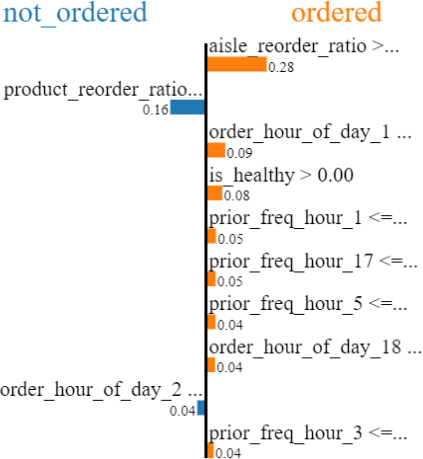 not_ordered ordered
aisle_reorder_ratio >...
0.28
product_reorder_ratio...
0.16
order_hour_of_day_1 ...
0.09
is_healthy > 0.00
0.08
prior_freq_hour_1 <=...
0.05
prior_freq_hour_17 <=...
0.05
prior_freq_hour_5 <=...
0.04
order_hour_of_day_18 ...
0.04
order_hour_of_day_2 ...
0.04
prior_freq_hour_3 <=...
0.04